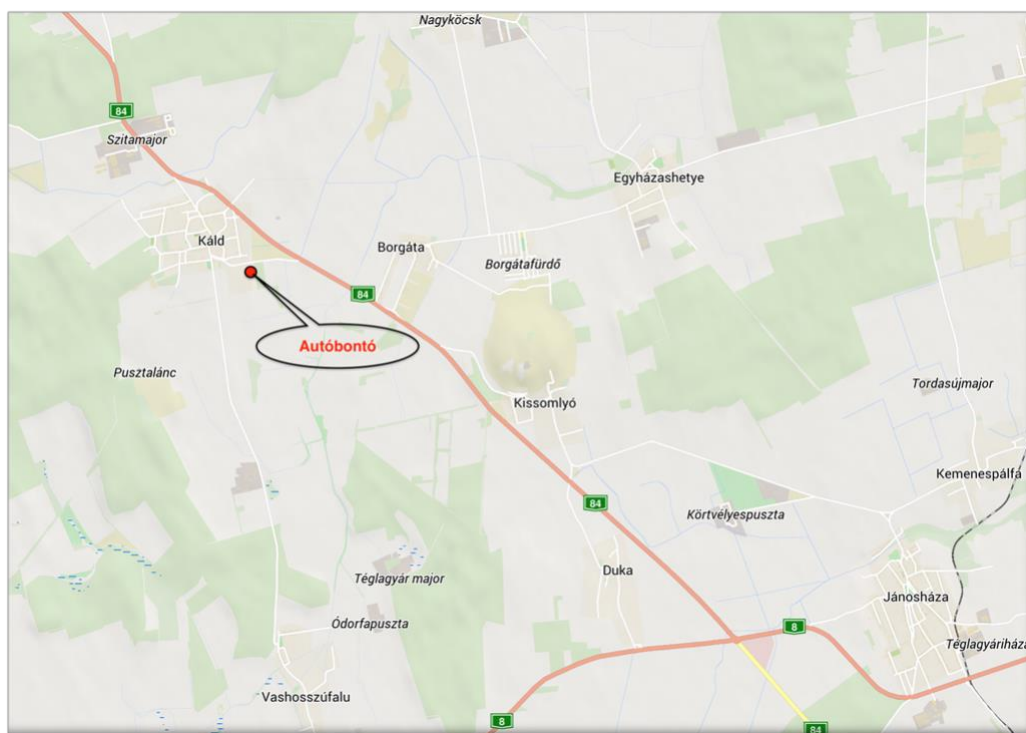 Nagyköcsk
84
P
Szitamajor
Egyházashetye
Káld
Borgáta
Borgátafürdő
84
Autóbontó
Pusztalánc
Tordasújmajor
Kissomlyó
Kemenespálfa
84
Körtvélyespuszta
Téglagyár major
Duka
Jánosháza
Ódorfapuszta
8
Téglagyáriháza
Vashosszúfalu
8
84